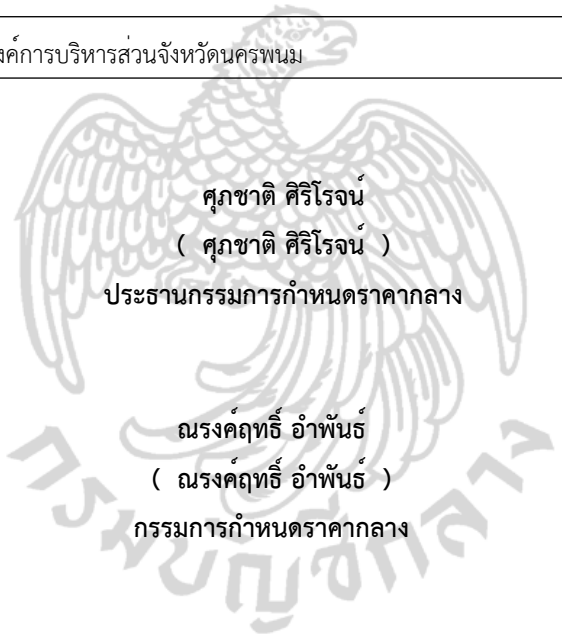 งค์การบริหารส่วนจังหวัดนครพนม
ศุภชาติ ศิริโรจน์
( ศุภชาติ ศิริโรจน์ )
ประธานกรรมการกำหนดราคากลาง
ณรงค์ฤทธิ์ อำพันธ์
( ณรงค์ฤทธิ์ อำพันธ์ )
กรรมการกำหนดราคากลาง
กรมบัญชีกลาง